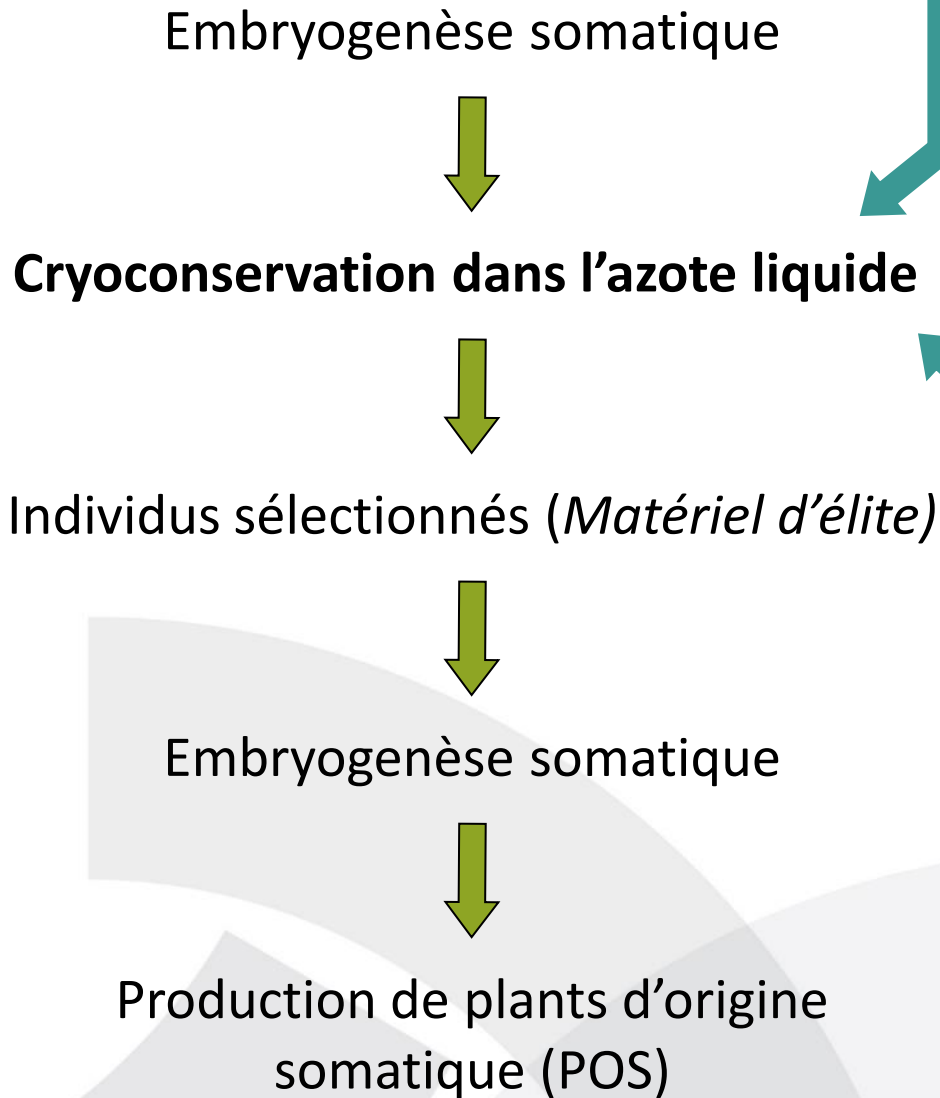 Embryogenèse somatique
Cryoconservation dans l’azote liquide
Individus sélectionnés (Matériel d’élite)
Embryogenèse somatique
Production de plants d’origine
somatique (POS)